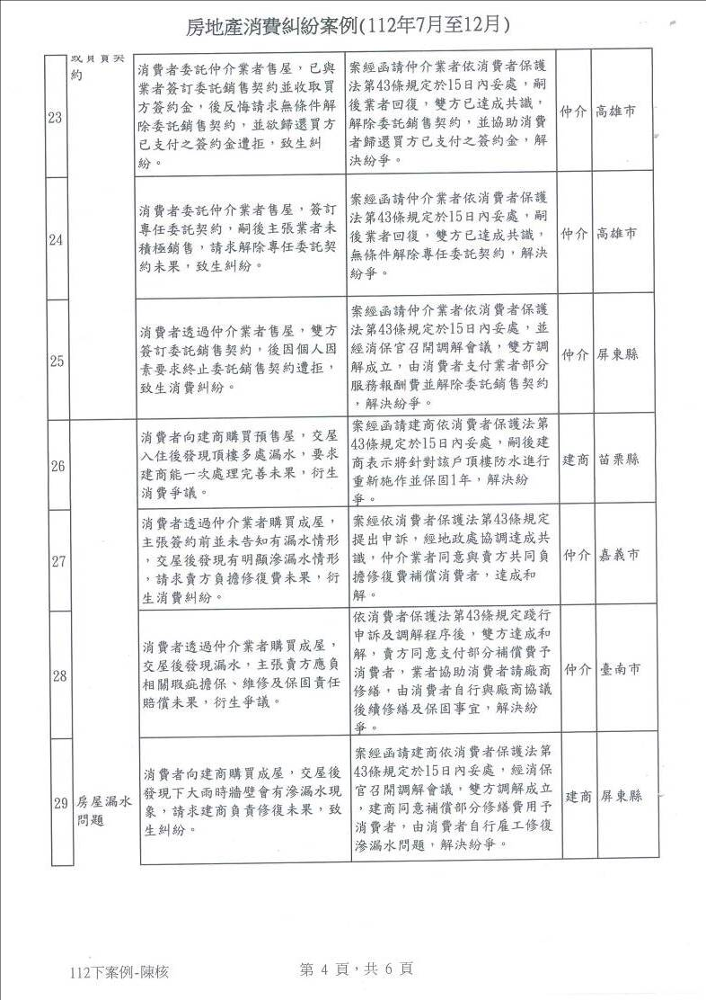 房地產消費糾紛案例(112年7月至12月)
或買賣契
約
23
消費者委託仲介業者售屋，已與
業者簽訂委託銷售契約並收取買
方簽約金，後反悔請求無條件解
除委託銷售契約，並欲歸還買方
已支付之簽約金遭拒，致生糾
紛。
案經函請仲介業者依消費者保護
法第43條規定於15日內妥處，嗣
後業者回復，雙方已達成共識，
解除委託銷售契約，並協助消費
者歸還買方已支付之簽約金，解
決紛爭。
仲介
高雄市
24
消費者委託仲介業者售屋，簽訂
專任委託契約，嗣後主張業者未
積極銷售，請求解除專任委託契
約未果，致生糾紛。
案經函請仲介業者依消費者保護
法第43條規定於15日內妥處，嗣
後業者回復，雙方已達成共識，
無條件解除專任委託契約，解決
紛爭。
仲介
高雄市
25
消費者透過仲介業者售屋，雙方
簽訂委託銷售契約，後因個人因
素要求終止委託銷售契約遭拒，
致生消費糾紛。
案經函請仲介業者依消費者保護
法第43條規定於15日內妥處，並
經消保官召開調解會議，雙方調
解成立，由消費者支付業者部分
服務報酬費並解除委託銷售契約
，解決紛爭。
仲介
屏東縣
26
消費者向建商購買預售屋，交屋
入住後發現頂樓多處漏水，要求
建商能一次處理完善未果，衍生
消費爭議。
案經函請建商依消費者保護法第
43條規定於15日內妥處，嗣後建
商表示將針對該戶頂樓防水進行
重新施作並保固1年，解決紛
爭。
建商
苗栗縣
27
消費者透過仲介業者購買成屋，
主張簽約前並未告知有漏水情形
，交屋後發現有明顯滲漏水情形
，請求賣方負擔修復費未果，衍
生消費糾紛。
案經依消費者保護法第43條規定
提出申訴，經地政處協調達成共
識，仲介業者同意與賣方共同負
擔修復費補償消費者，達成和
解。
仲介
嘉義市
28
消費者透過仲介業者購買成屋，
交屋後發現漏水，主張賣方應負
相關瑕疵擔保、維修及保固責任
賠償未果，衍生爭議。
依消費者保護法第43條規定踐行
申訴及調解程序後，雙方達成和
解，賣方同意支付部分補償費予
消費者，業者協助消費者請廠商
修繕，由消費者自行與廠商協議
後續修繕及保固事宜，解決紛
爭。
仲介
臺南市
29
房屋漏水
問題
消費者向建商購買成屋，交屋後
發現下大雨時牆壁會有滲漏水現
象，請求建商負責修復未果，致
生糾紛。
案經函請建商依消費者保護法第
43條規定於15日內妥處，經消保
官召開調解會議，雙方調解成立
，建商同意補償部分修繕費用予
消費者，由消費者自行雇工修復
滲漏水問題，解決紛爭。
建商
屏東縣
112下案例-陳核
第 4 頁，共 6 頁